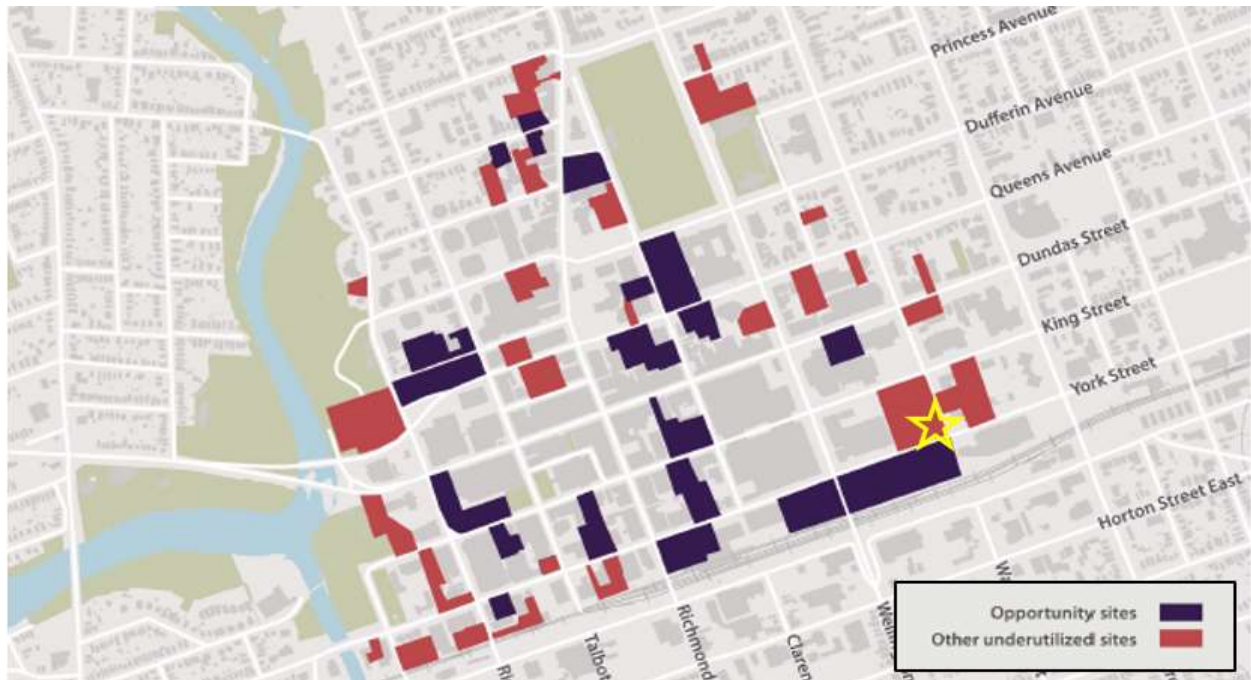 Princess Avenue
Dufferin Avenue
Queens Avenue
Dundas Street
King Street
York Street
Horton Street East
Talbot
Richmond
Opportunity sites
Other underutilized sites